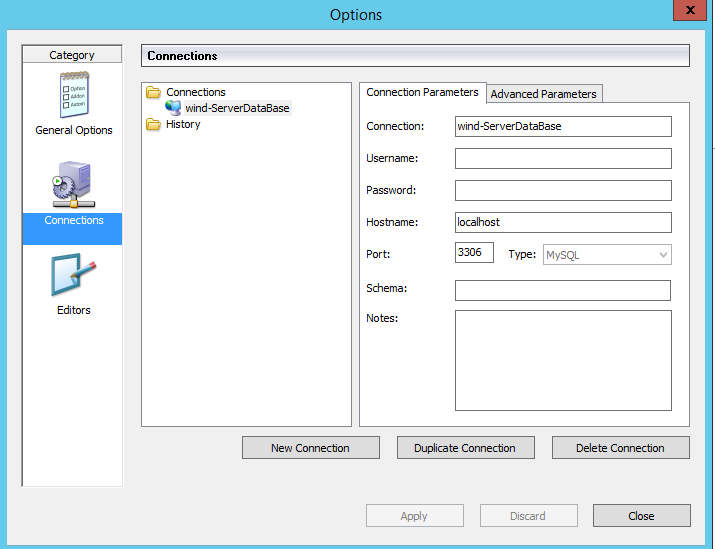 Options
x
Category
Connections
Option
Addon
Autom
General Options
Connections
Editors
Connections
wind-ServerDataBase
History
Connection Parameters
Advanced Parameters
Connection: wind-ServerDataBase
Username:
Password:
Hostname: localhost
Port: 3306 Type: MySQL
Schema:
Notes:
New Connection
Duplicate Connection
Delete Connection
Apply
Discard
Close